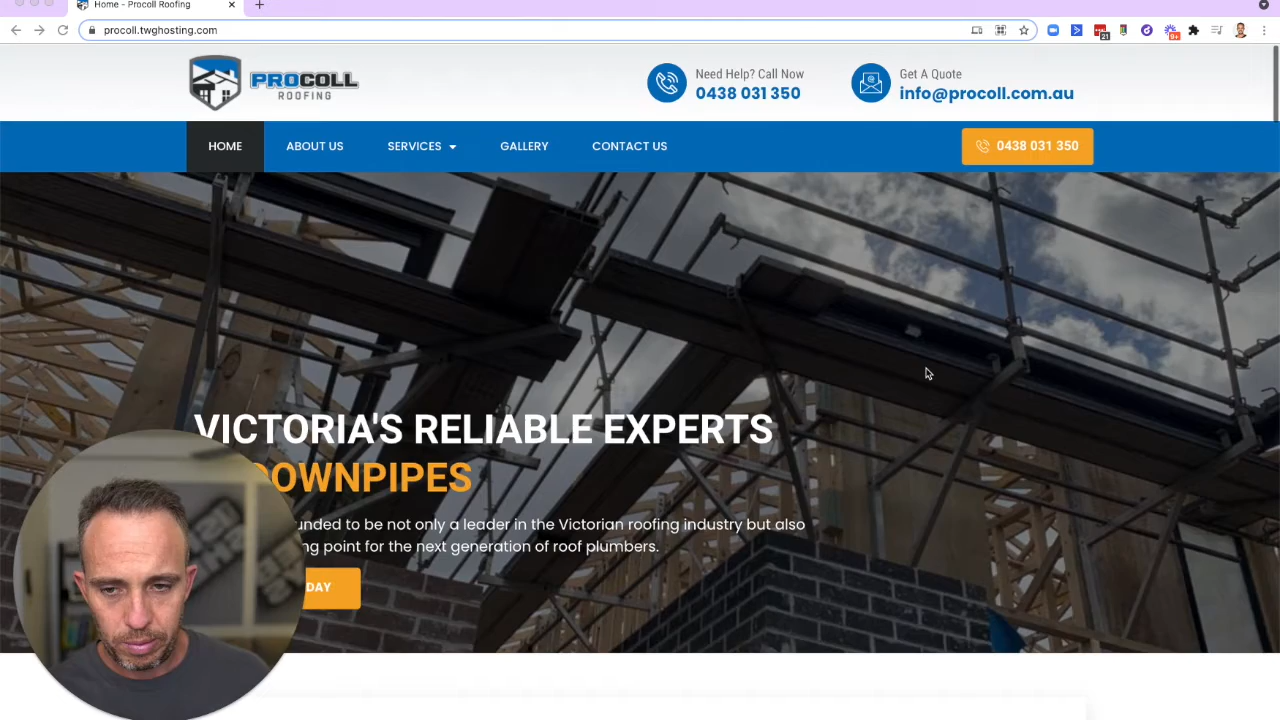 Home - Procoll Roofing
procoll.twghosting.com
21
9+
PROCOLL
ROOFING
Need Help? Call Now
0438 031 350
Get A Quote
info@procoll.com.au
HOME
ABOUT US
SERVICES
GALLERY
CONTACT US
0438 031 350
VICTORIA'S RELIABLE EXPERTS
DOWNPIPES
unded to be not only a leader in the Victorian roofing industry but also
ng point for the next generation of roof plumbers.
DAY